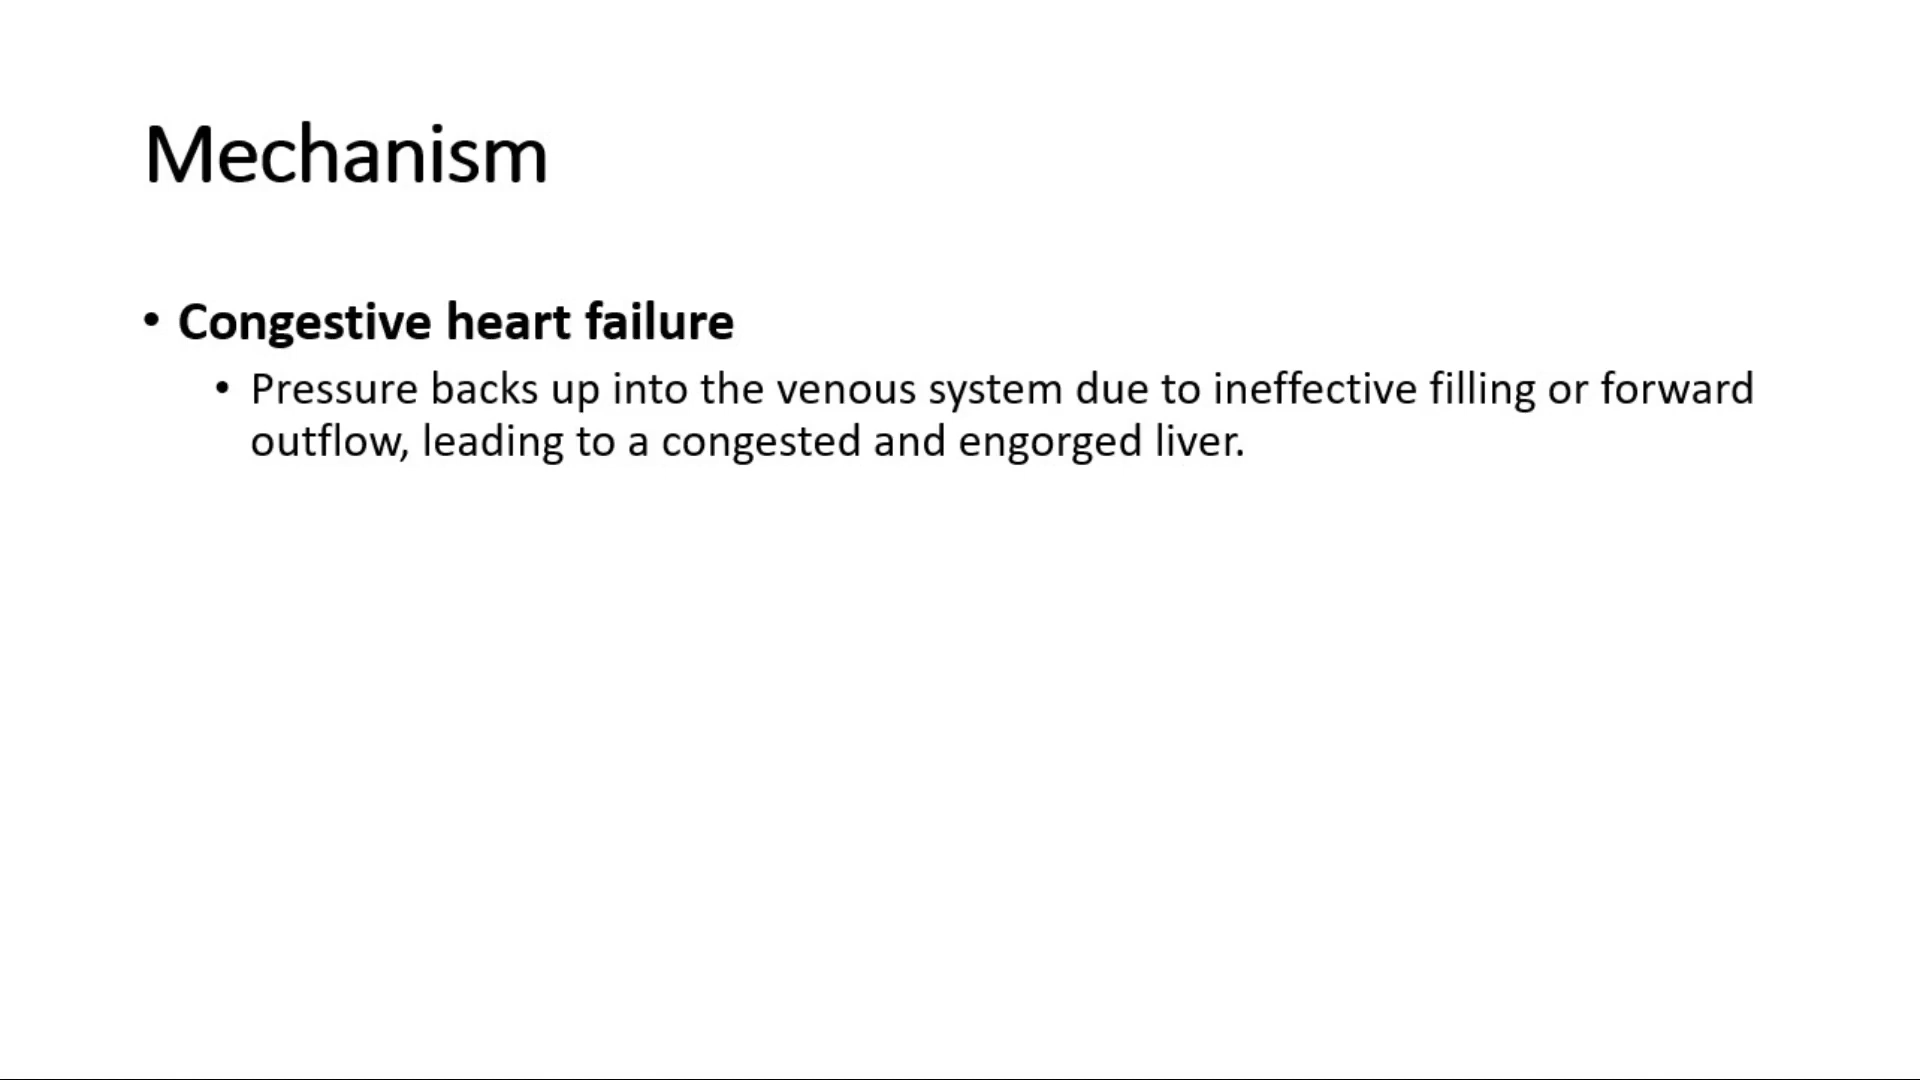 Mechanism
• Congestive heart failure
• Pressure backs up into the venous system due to ineffective filling or forward
outflow, leading to a congested and engorged liver.